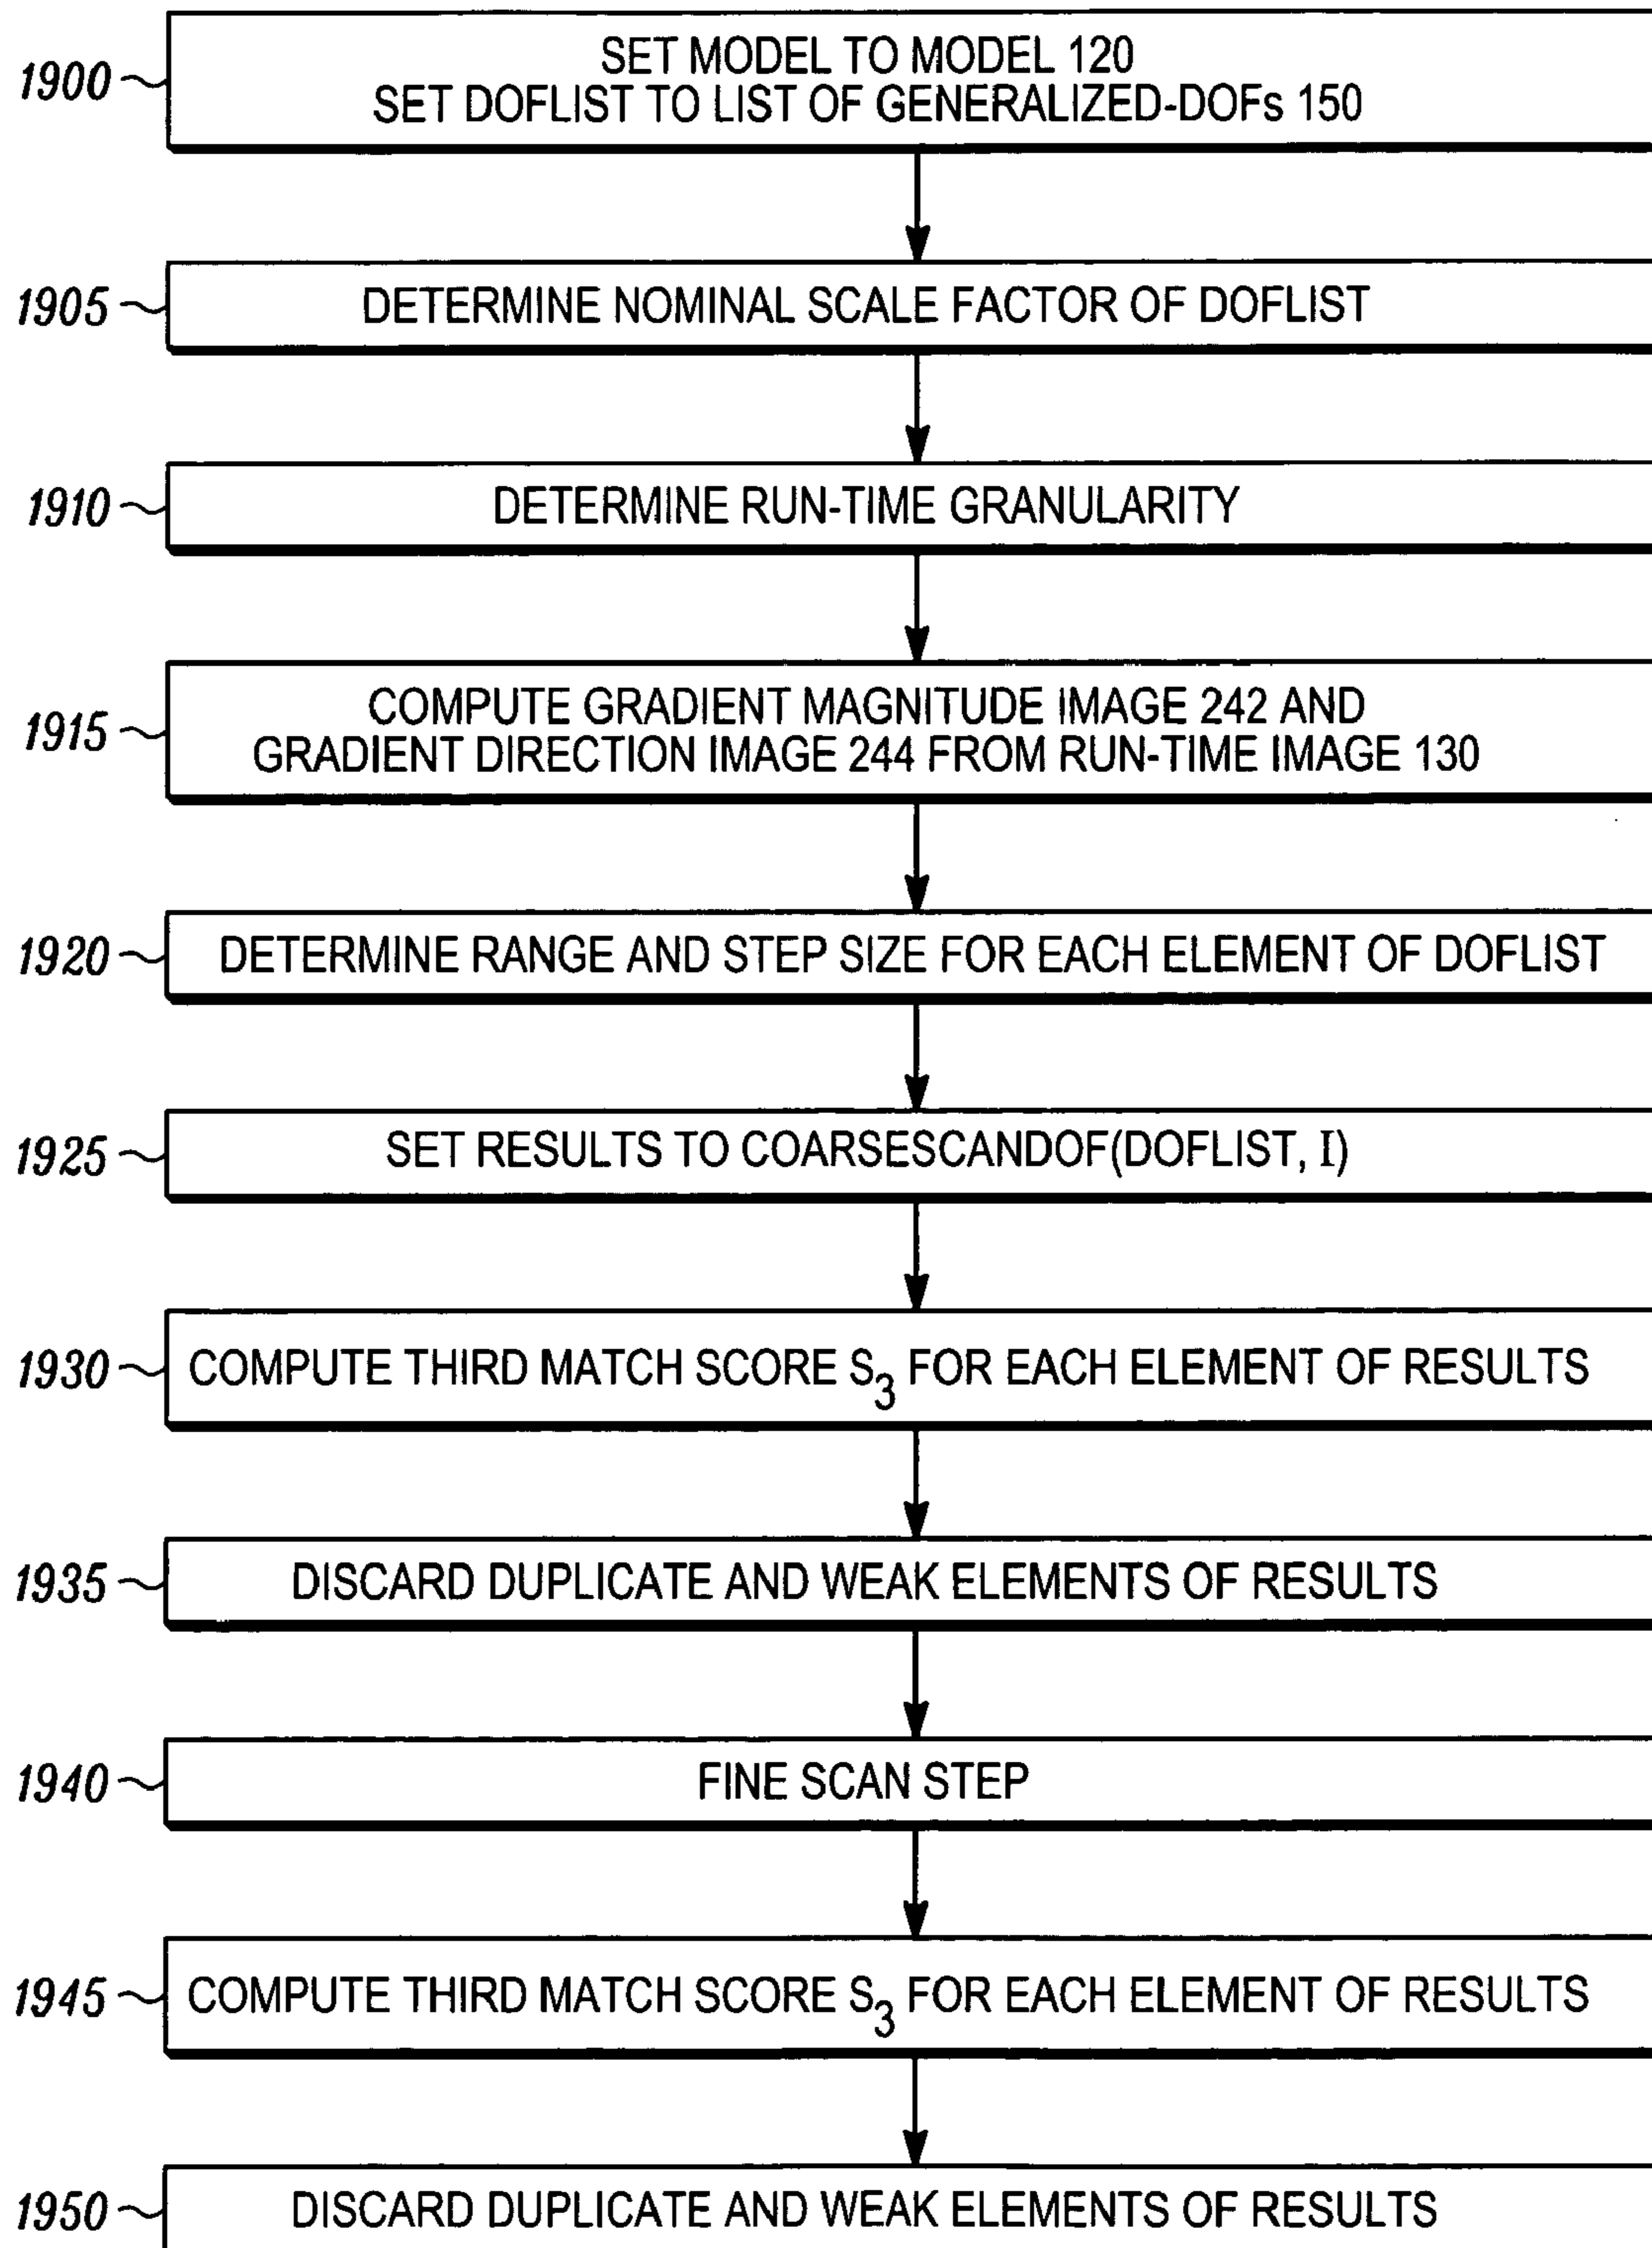 1900
SET MODEL TO MODEL 120
SET DOFLIST TO LIST OF GENERALIZED-DOFs 150
1905
DETERMINE NOMINAL SCALE FACTOR OF DOFLIST
1910
DETERMINE RUN-TIME GRANULARITY
1915
COMPUTE GRADIENT MAGNITUDE IMAGE 242 AND
GRADIENT DIRECTION IMAGE 244 FROM RUN-TIME IMAGE 130
1920
DETERMINE RANGE AND STEP SIZE FOR EACH ELEMENT OF DOFLIST
1925
SET RESULTS TO COARSESCANDOF(DOFLIST, I)
1930
COMPUTE THIRD MATCH SCORE S3 FOR EACH ELEMENT OF RESULTS
1935
DISCARD DUPLICATE AND WEAK ELEMENTS OF RESULTS
1940
FINE SCAN STEP
1945
COMPUTE THIRD MATCH SCORE S3 FOR EACH ELEMENT OF RESULTS
1950
DISCARD DUPLICATE AND WEAK ELEMENTS OF RESULTS